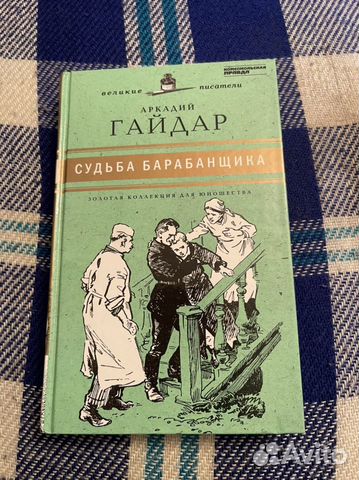 КОМСОМОЛЬСКАЯ
ПРАВДА
великие писатели
АРКАДИЙ
ГАЙДАР
СУДЬБА БАРАБАНЩИКА
ЗОЛОТАЯ КОЛЛЕКЦИЯ ДЛЯ ЮНОШЕСТВА
Avito